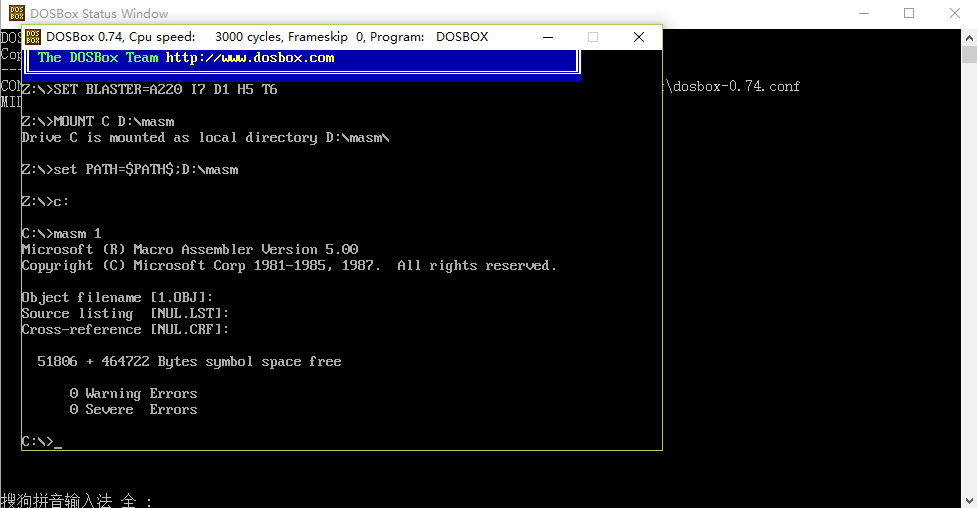 DOSBox Status Window
DOSBox 0.74, Cpu speed: 3000 cycles, Frameskip 0, Program: DOSBOX
The DOSBox Team http://www.dosbox.com
DOS
Cop
---
CON
\dosbox-0.74.conf
MID
Z:\>SET BLASTER=A220 I7 D1 H5 T6
Z:\>MOUNT C D:\masm
Drive C is mounted as local directory D:\masm\
Z:\>set PATH=$PATH$;D:\masm
Z:\>c:
C:\>masm 1
Microsoft (R) Macro Assembler Version 5.00
Copyright (C) Microsoft Corp 1981-1985, 1987.  All rights reserved.
Object filename [1.OBJ]:
Source listing  [NUL.LST]:
Cross-reference [NUL.CRF]:
51806 + 464722 Bytes symbol space free
0 Warning Errors
0 Severe  Errors
C:\>_
搜狗拼音输入法 全 :